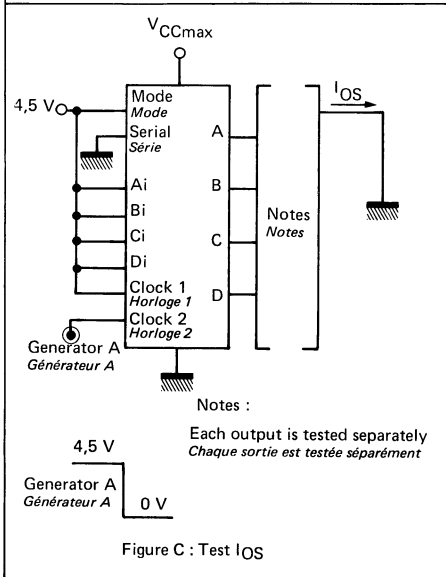 VCCmax
4,5 V
Mode
Mode
Serial
Série
Ai
Bi
Ci
Di
Clock 1
Horloge 1
Clock 2
Horloge 2
A
B
C
D
Notes
Notes
IOS
Generator A
Générateur A
Notes :
Each output is tested separately
Chaque sortie est testée séparément
4,5 V
Generator A
Générateur A
0 V
Figure C : Test IOS